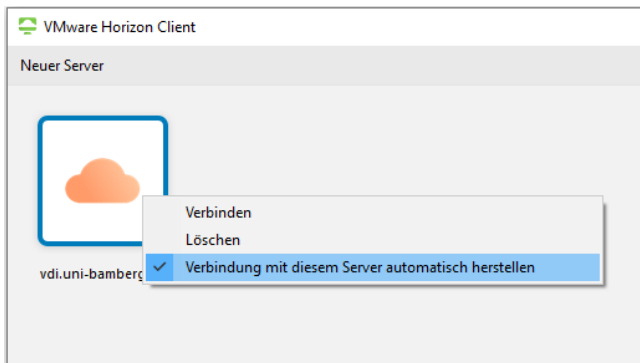 VMware Horizon Client
Neuer Server
Verbinden
Löschen
Verbindung mit diesem Server automatisch herstellen
vdi.uni-bamberg